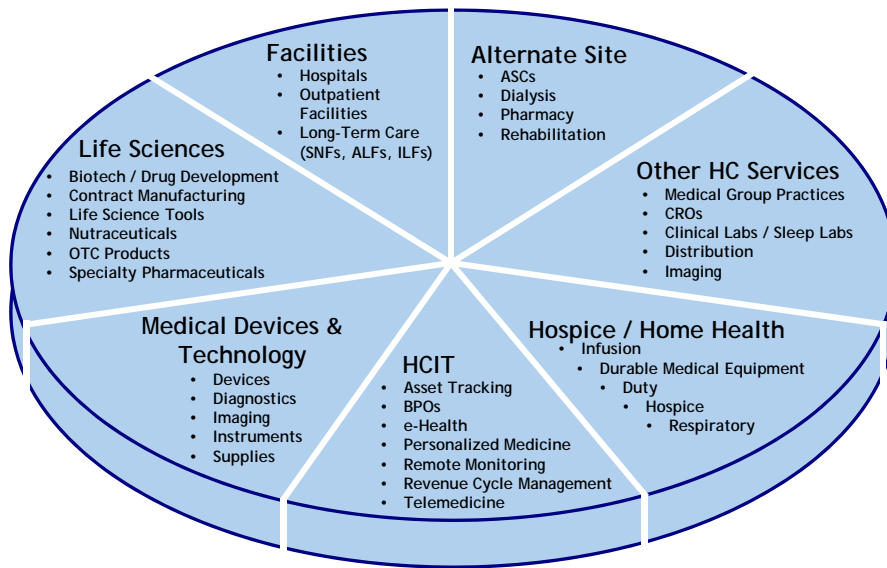 Facilities
• Hospitals
• Outpatient
Facilities
• Long-Term Care
(SNFs, ALFs, ILFs)
Alternate Site
• ASCs
• Dialysis
• Pharmacy
• Rehabilitation
Life Sciences
• Biotech / Drug Development
• Contract Manufacturing
• Life Science Tools
• Nutraceuticals
• OTC Products
• Specialty Pharmaceuticals
Other HC Services
• Medical Group Practices
• CROs
• Clinical Labs / Sleep Labs
• Distribution
• Imaging
Medical Devices &
Technology
• Devices
• Diagnostics
• Imaging
• Instruments
• Supplies
HCIT
• Asset Tracking
• BPOs
• e-Health
• Personalized Medicine
• Remote Monitoring
• Revenue Cycle Management
• Telemedicine
Hospice / Home Health
• Infusion
• Durable Medical Equipment
• Duty
• Hospice
• Respiratory